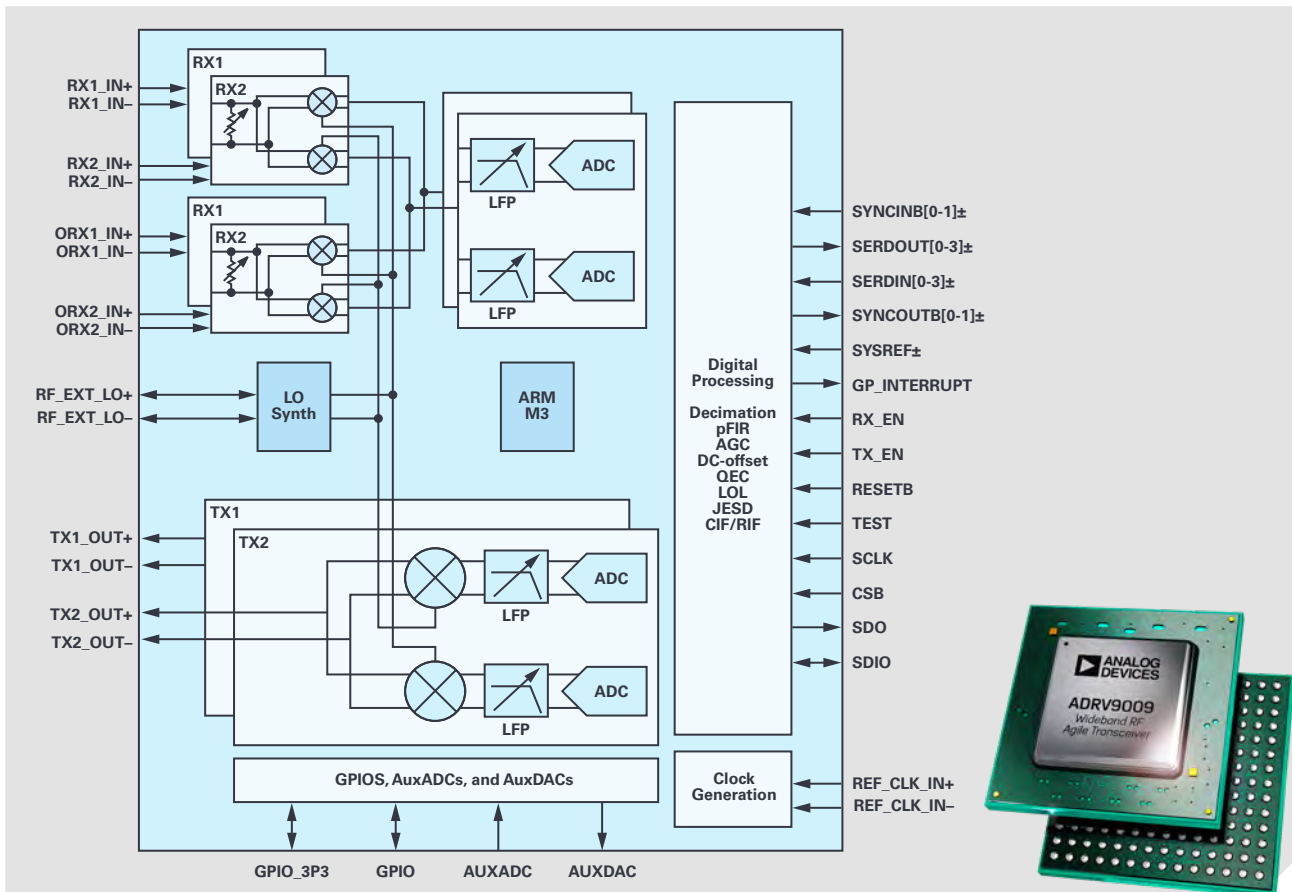 RX1
RX2
RX1_IN+
RX1_IN–
RX2_IN+
RX2_IN–
RX1
RX2
ORX1_IN+
ORX1_IN–
ORX2_IN+
ORX2_IN–
ADC
LFP
ADC
LFP
RF_EXT_LO+
RF_EXT_LO–
LO
Synth
ARM
M3
TX1
TX2
TX1_OUT+
TX1_OUT–
TX2_OUT+
TX2_OUT–
ADC
LFP
ADC
LFP
Digital
Processing
Decimation
pFIR
AGC
DC-offset
QEC
LOL
JESD
CIF/RIF
SYNCINB[0-1]±
SERDOUT[0-3]±
SERDIN[0-3]±
SYNCOUTB[0-1]±
SYSREF±
GP_INTERRUPT
RX_EN
TX_EN
RESETB
TEST
SCLK
CSB
SDO
SDIO
GPIOS, AuxADCs, and AuxDACs
Clock
Generation
REF_CLK_IN+
REF_CLK_IN–
GPIO_3P3
GPIO
AUXADC
AUXDAC
ANALOG
DEVICES
ADRV9009
Wideband RF
Agile Transceiver